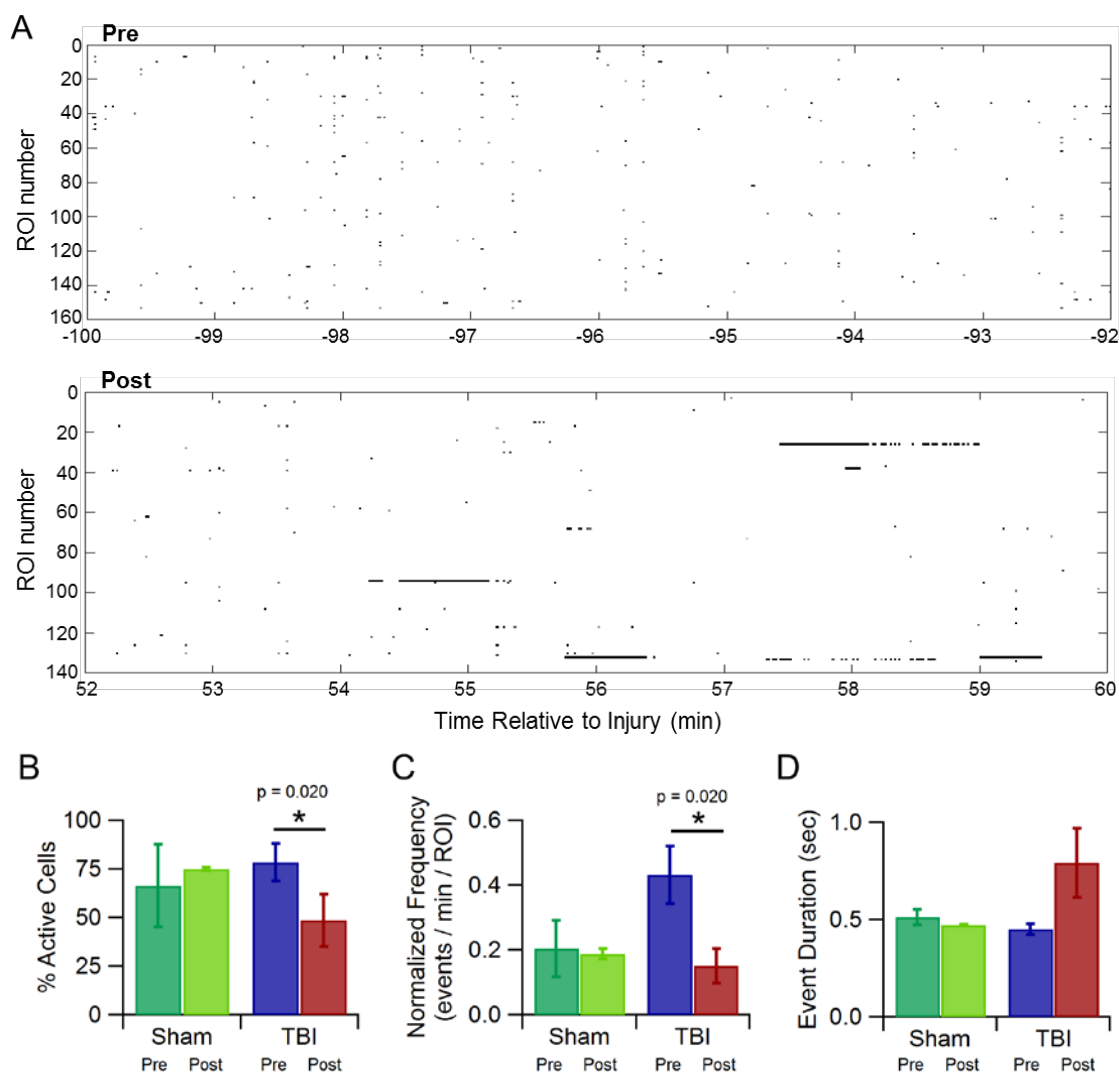 A
Pre
ROI number
0
20
40
60
80
100
120
140
160
-100 -99 -98 -97 -96 -95 -94 -93 -92
Post
ROI number
0
20
40
60
80
100
120
140
52 53 54 55 56 57 58 59 60
Time Relative to Injury (min)
B
p = 0.020
*
% Active Cells
100
75
50
25
0
Sham TBI
Pre Post Pre Post
C
p = 0.020
*
Normalized Frequency
(events / min / ROI)
0.6
0.4
0.2
0.0
Sham TBI
Pre Post Pre Post
D
Event Duration (sec)
1.0
0.5
0.0
Sham TBI
Pre Post Pre Post